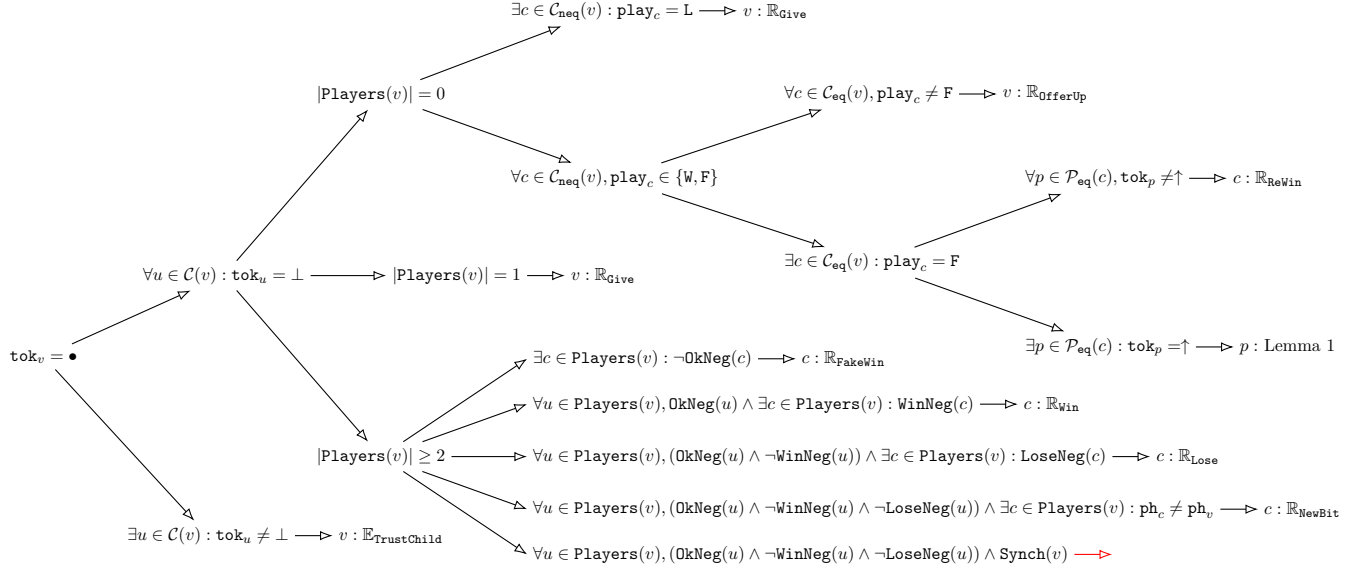 ∃c ∈ 𝒞_neq(v) : play_c = L ⟶ v : ℝ_Give
|Players(v)| = 0
∀c ∈ 𝒞_eq(v), play_c ≠ F ⟶ v : ℝ_OfferUp
∀c ∈ 𝒞_neq(v), play_c ∈ {W, F}
∀p ∈ 𝒫_eq(c), tok_p ≠↑ ⟶ c : ℝ_ReWin
∃c ∈ 𝒞_eq(v) : play_c = F
∀u ∈ 𝒞(v) : tok_u = ⊥ ⟶ |Players(v)| = 1 ⟶ v : ℝ_Give
∃p ∈ 𝒫_eq(c) : tok_p =↑ ⟶ p : Lemma 1
tok_v = •
∃c ∈ Players(v) : ¬OkNeg(c) ⟶ c : ℝ_FakeWin
∀u ∈ Players(v), OkNeg(u) ∧ ∃c ∈ Players(v) : WinNeg(c) ⟶ c : ℝ_Win
|Players(v)| ≥ 2 ⟶ ∀u ∈ Players(v), (OkNeg(u) ∧ ¬WinNeg(u)) ∧ ∃c ∈ Players(v) : LoseNeg(c) ⟶ c : ℝ_Lose
∀u ∈ Players(v), (OkNeg(u) ∧ ¬WinNeg(u) ∧ ¬LoseNeg(u)) ∧ ∃c ∈ Players(v) : ph_c ≠ ph_v ⟶ c : ℝ_NewBit
∃u ∈ 𝒞(v) : tok_u ≠ ⊥ ⟶ v : 𝔼_TrustChild
∀u ∈ Players(v), (OkNeg(u) ∧ ¬WinNeg(u) ∧ ¬LoseNeg(u)) ∧ Synch(v) ⟶